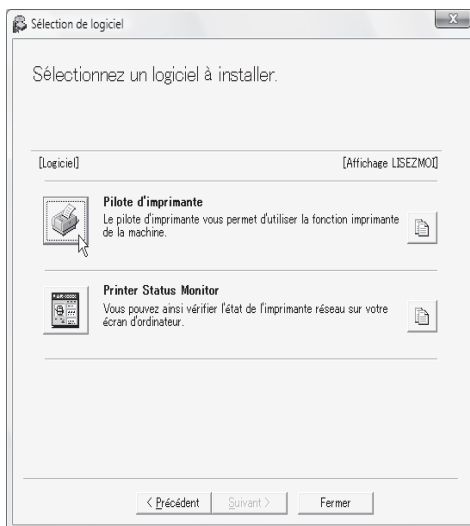 Sélection de logiciel
X
Sélectionnez un logiciel à installer.
[Logiciel] [Affichage LISEZMOI]
Pilote d'imprimante
Le pilote d'imprimante vous permet d'utiliser la fonction imprimante
de la machine.
Printer Status Monitor
Vous pouvez ainsi vérifier l'état de l'imprimante réseau sur votre
écran d'ordinateur.
< Précédent Suivant > Fermer